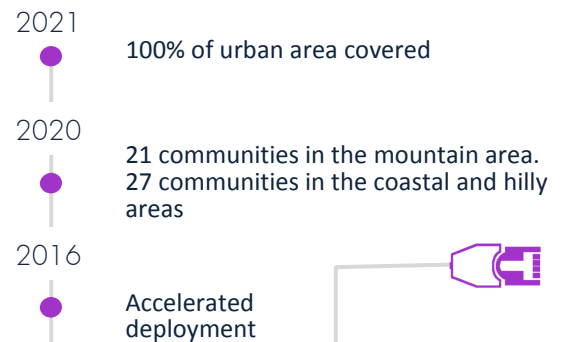 2021
100% of urban area covered
2020
21 communities in the mountain area.
27 communities in the coastal and hilly
areas
2016
Accelerated
deployment